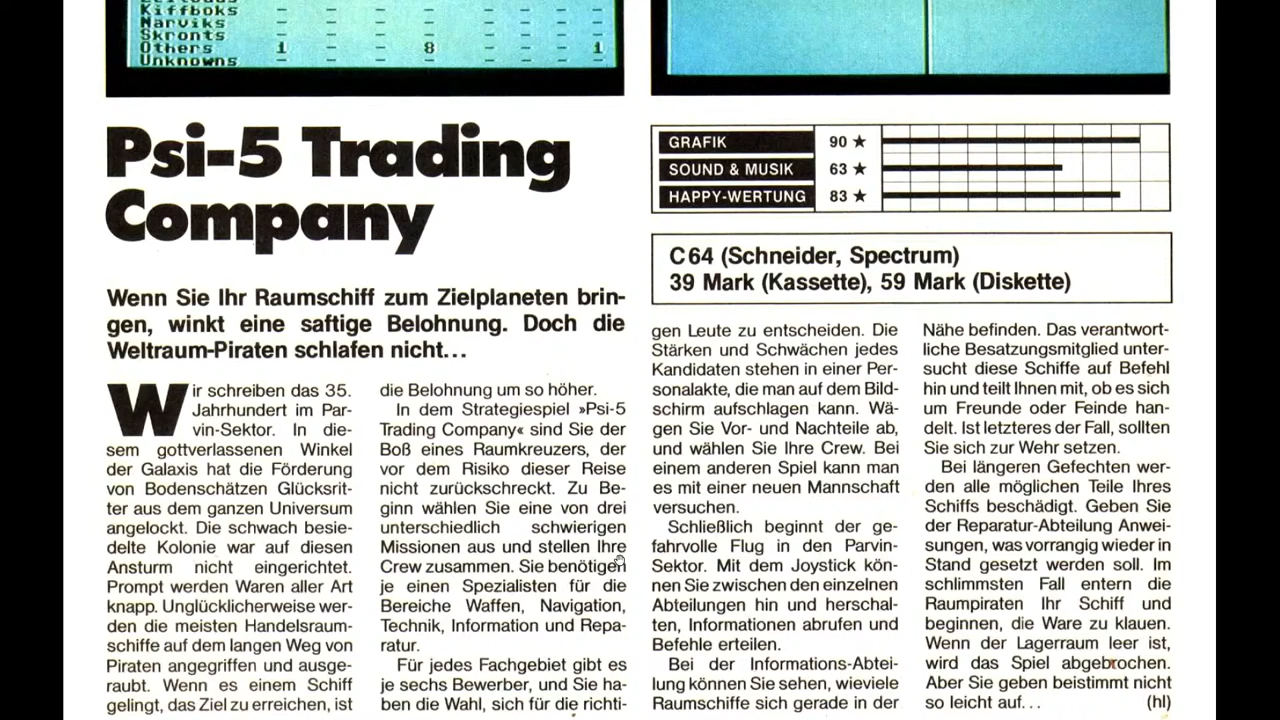 Kiffboks - - - - - - - -
Narviks - - - - - - - -
Skronts - - - - - - - -
Others 1 - - 8 - - - 1
Unknowns - - - - - - - -
Psi-5 Trading
Company
GRAFIK 90 ★
SOUND & MUSIK 63 ★
HAPPY-WERTUNG 83 ★
C 64 (Schneider, Spectrum)
39 Mark (Kassette), 59 Mark (Diskette)
Wenn Sie Ihr Raumschiff zum Zielplaneten brin-
gen, winkt eine saftige Belohnung. Doch die
Weltraum-Piraten schlafen nicht...
Wir schreiben das 35.
Jahrhundert im Par-
vin-Sektor. In die-
sem gottverlassenen Winkel
der Galaxis hat die Förderung
von Bodenschätzen Glücksrit-
ter aus dem ganzen Universum
angelockt. Die schwach besie-
delte Kolonie war auf diesen
Ansturm nicht eingerichtet.
Prompt werden Waren aller Art
knapp. Unglücklicherweise wer-
den die meisten Handelsraum-
schiffe auf dem langen Weg von
Piraten angegriffen und ausge-
raubt. Wenn es einem Schiff
gelingt, das Ziel zu erreichen, ist
die Belohnung um so höher.
In dem Strategiespiel »Psi-5
Trading Company« sind Sie der
Boß eines Raumkreuzers, der
vor dem Risiko dieser Reise
nicht zurückschreckt. Zu Be-
ginn wählen Sie eine von drei
unterschiedlich schwierigen
Missionen aus und stellen Ihre
Crew zusammen. Sie benötigen
je einen Spezialisten für die
Bereiche Waffen, Navigation,
Technik, Information und Repa-
ratur.
Für jedes Fachgebiet gibt es
je sechs Bewerber, und Sie ha-
ben die Wahl, sich für die richti-
gen Leute zu entscheiden. Die
Stärken und Schwächen jedes
Kandidaten stehen in einer Per-
sonalakte, die man auf dem Bild-
schirm aufschlagen kann. Wä-
gen Sie Vor- und Nachteile ab,
und wählen Sie Ihre Crew. Bei
einem anderen Spiel kann man
es mit einer neuen Mannschaft
versuchen.
Schließlich beginnt der ge-
fahrvolle Flug in den Parvin-
Sektor. Mit dem Joystick kön-
nen Sie zwischen den einzelnen
Abteilungen hin und herschal-
ten, Informationen abrufen und
Befehle erteilen.
Bei der Informations-Abtei-
lung können Sie sehen, wieviele
Raumschiffe sich gerade in der
Nähe befinden. Das verantwort-
liche Besatzungsmitglied unter-
sucht diese Schiffe auf Befehl
hin und teilt Ihnen mit, ob es sich
um Freunde oder Feinde han-
delt. Ist letzteres der Fall, sollten
Sie sich zur Wehr setzen.
Bei längeren Gefechten wer-
den alle möglichen Teile Ihres
Schiffs beschädigt. Geben Sie
der Reparatur-Abteilung Anwei-
sungen, was vorrangig wieder in
Stand gesetzt werden soll. Im
schlimmsten Fall entern die
Raumpiraten Ihr Schiff und
beginnen, die Ware zu klauen.
Wenn der Lagerraum leer ist,
wird das Spiel abgebrochen.
Aber Sie geben beistimmt nicht
so leicht auf... (hl)